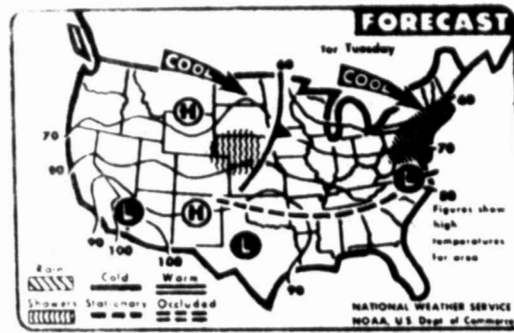 FORECAST
for Tuesday
COOL
COOL
60
60
H
70
70
80
L
80
L
H
L
90
100
100
90
Figures show
high
temperatures
for area
Rain Cold Warm
Showers Stationary Occluded
NATIONAL WEATHER SERVICE
NOAA, U.S. Dept of Commerce